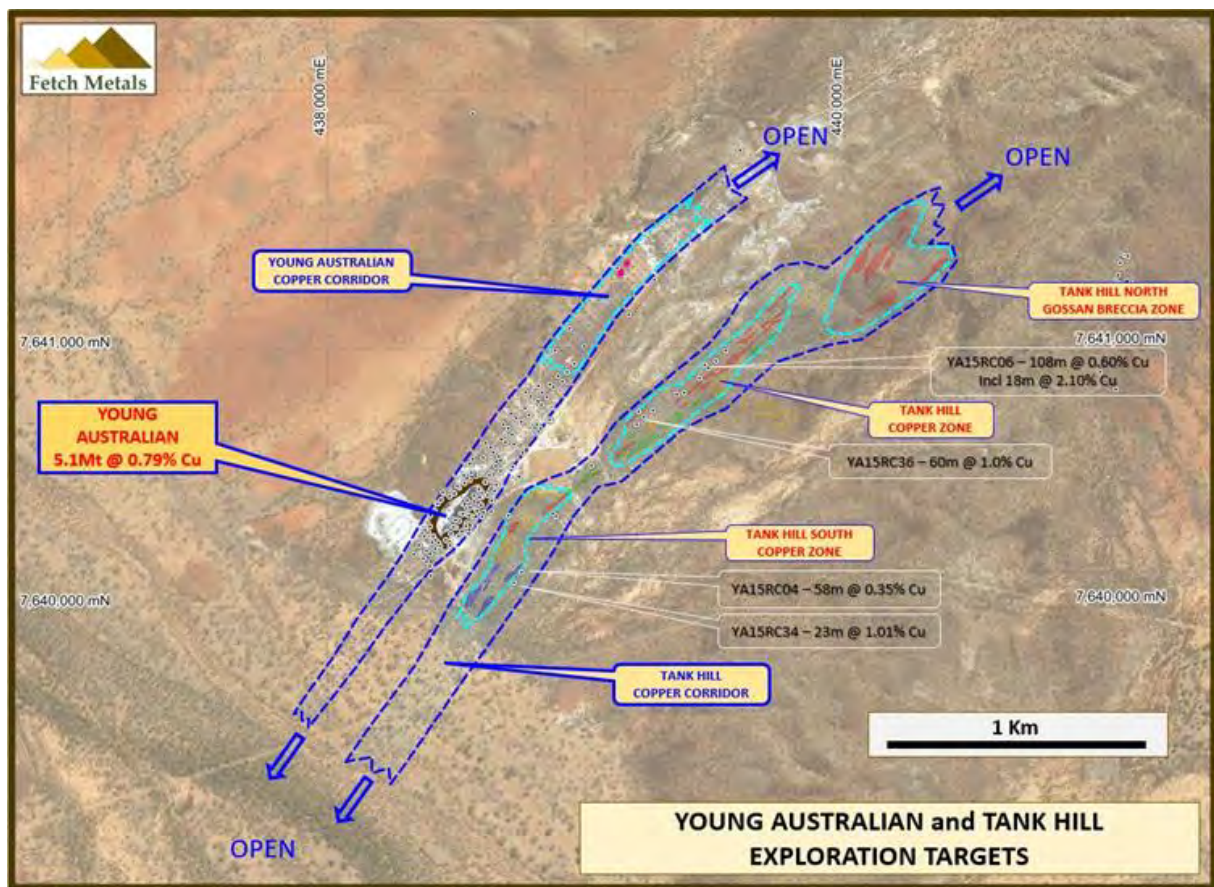 Fetch Metals
438,000 mE
440,000 mE
OPEN
OPEN
YOUNG AUSTRALIAN
COPPER CORRIDOR
TANK HILL NORTH
GOSSAN BRECCIA ZONE
7,641,000 mN
7,641,000 mN
YA15RC06 – 108m @ 0.60% Cu
Incl 18m @ 2.10% Cu
YOUNG
AUSTRALIAN
5.1Mt @ 0.79% Cu
TANK HILL
COPPER ZONE
YA15RC36 – 60m @ 1.0% Cu
TANK HILL SOUTH
COPPER ZONE
YA15RC04 – 58m @ 0.35% Cu
7,640,000 mN
7,640,000 mN
YA15RC34 – 23m @ 1.01% Cu
TANK HILL
COPPER CORRIDOR
1 Km
OPEN
YOUNG AUSTRALIAN and TANK HILL
EXPLORATION TARGETS